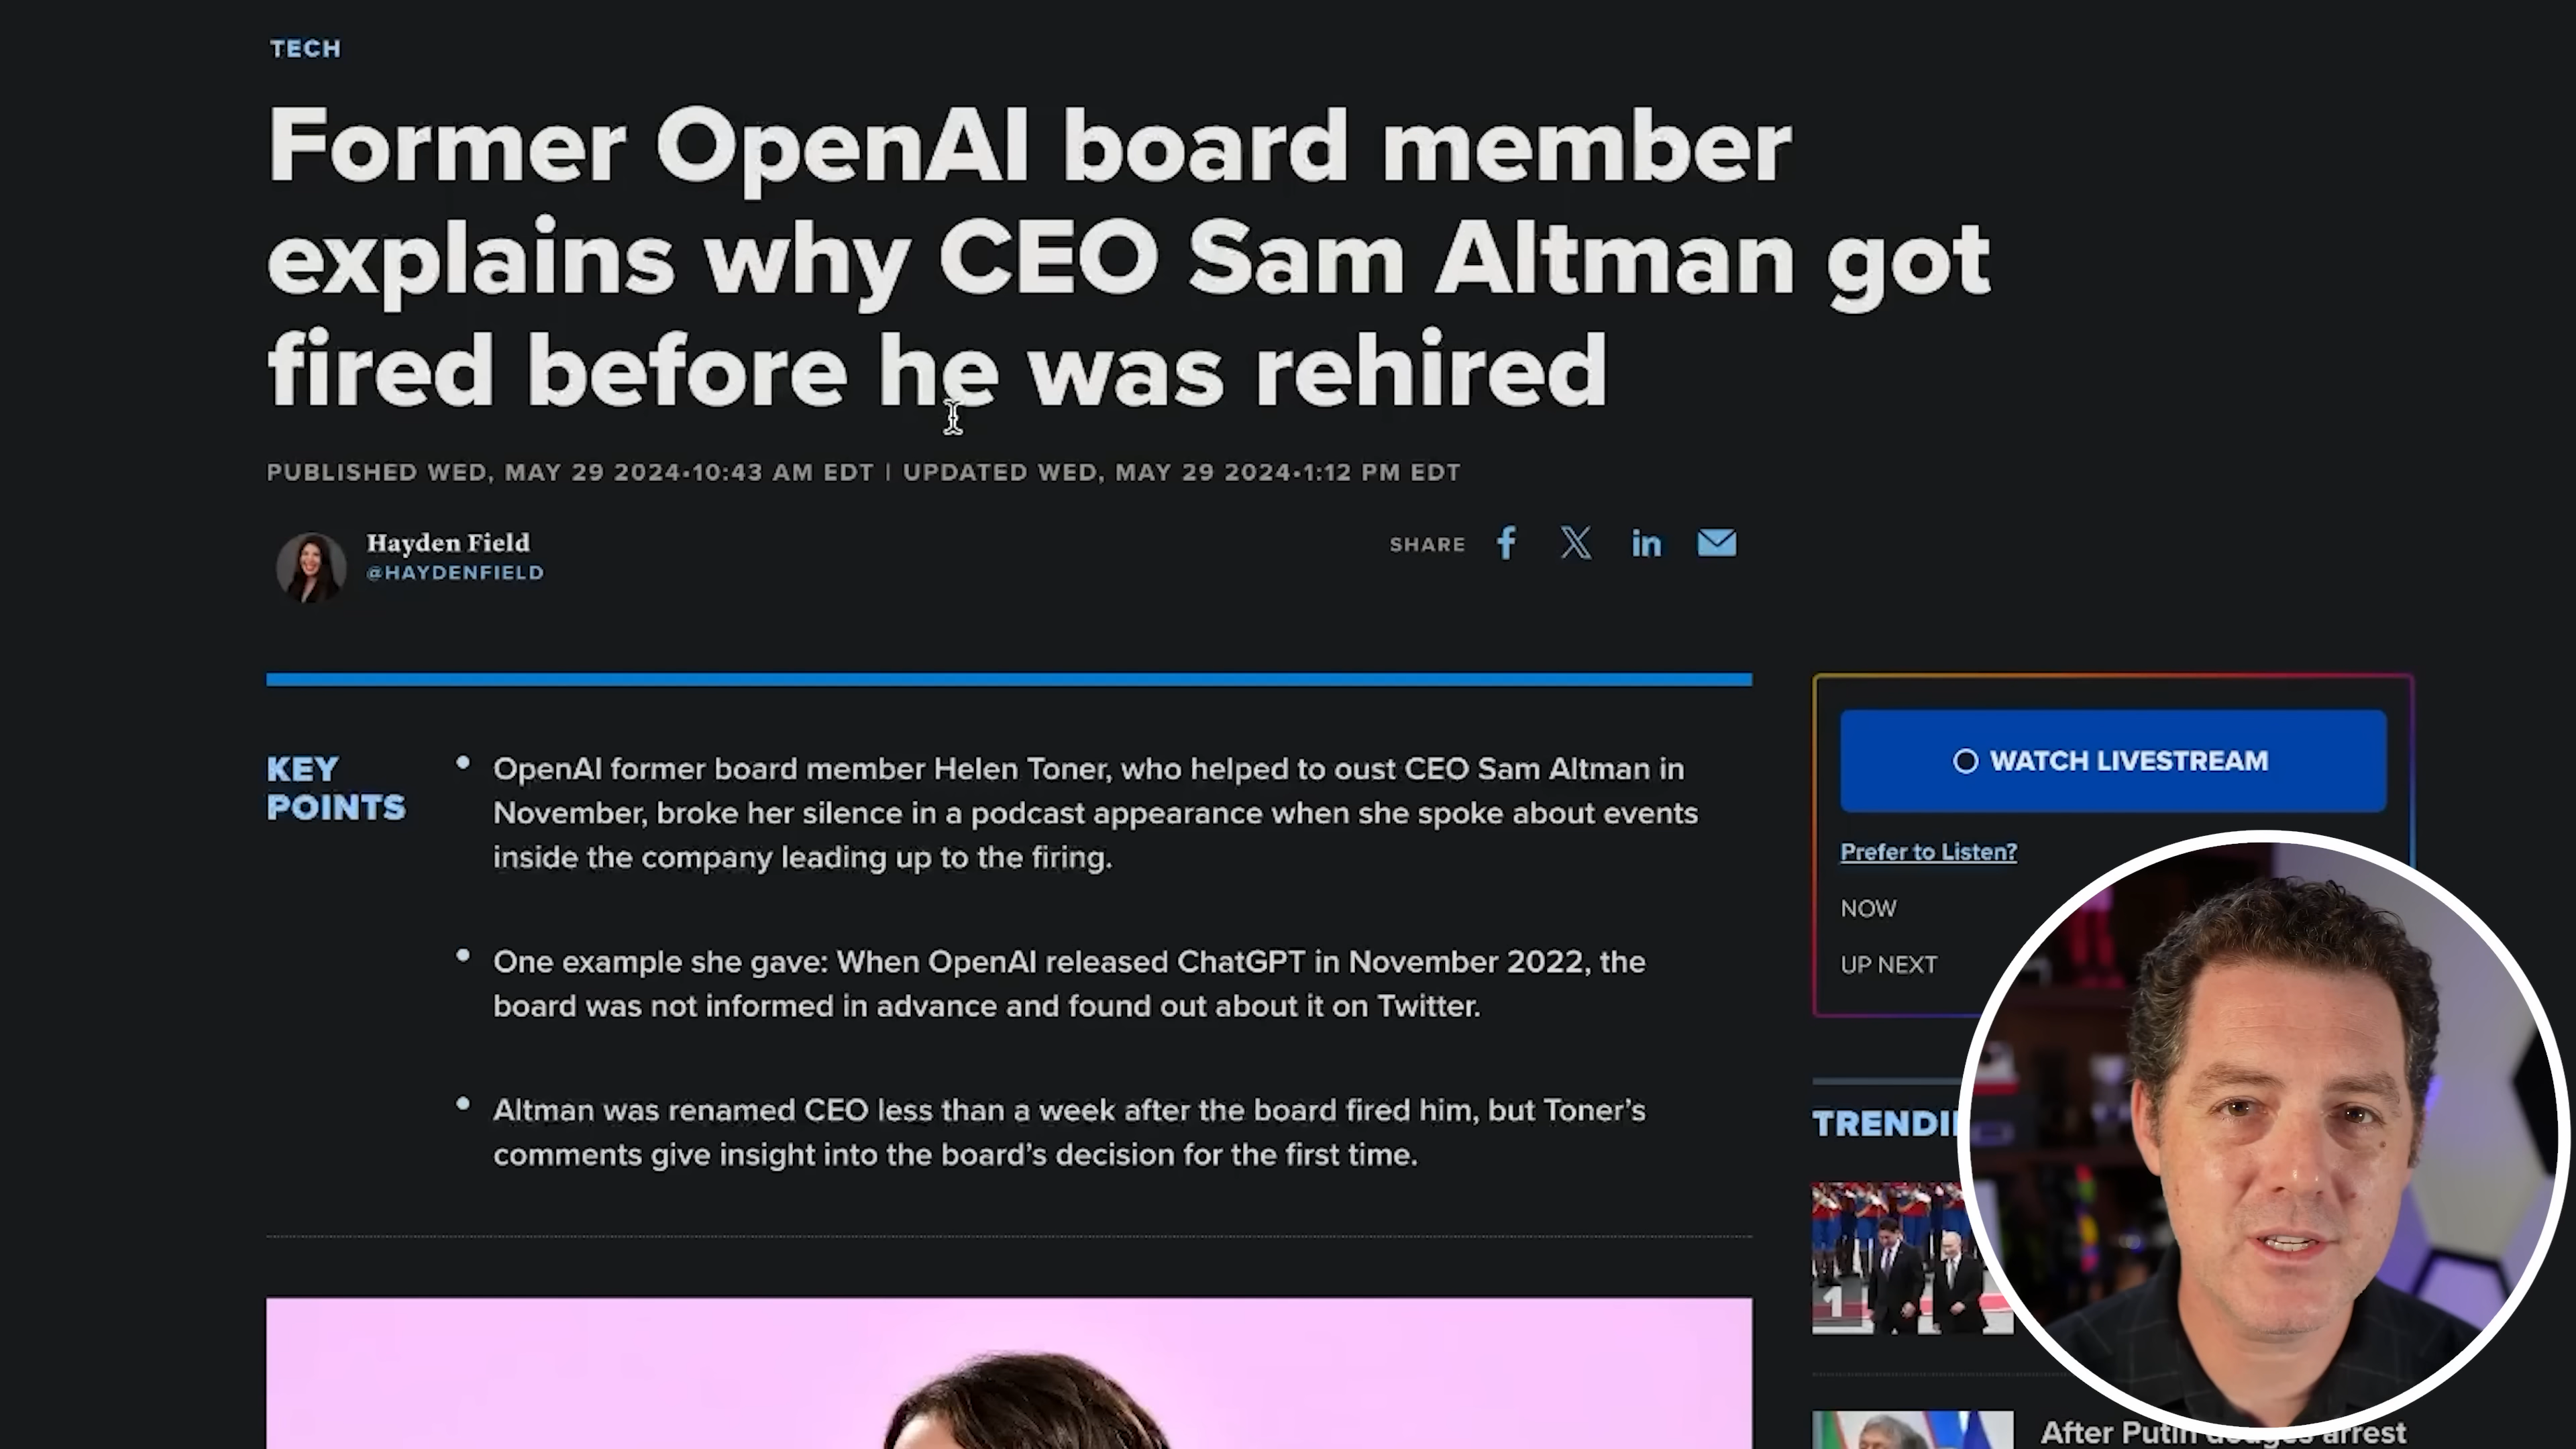 TECH
Former OpenAI board member
explains why CEO Sam Altman got
fired before he was rehired
PUBLISHED WED, MAY 29 2024•10:43 AM EDT | UPDATED WED, MAY 29 2024•1:12 PM EDT
Hayden Field
@HAYDENFIELD
SHARE
KEY
POINTS
• OpenAI former board member Helen Toner, who helped to oust CEO Sam Altman in
November, broke her silence in a podcast appearance when she spoke about events
inside the company leading up to the firing.
• One example she gave: When OpenAI released ChatGPT in November 2022, the
board was not informed in advance and found out about it on Twitter.
• Altman was renamed CEO less than a week after the board fired him, but Toner’s
comments give insight into the board’s decision for the first time.
WATCH LIVESTREAM
Prefer to Listen?
NOW
UP NEXT
1
After Putin